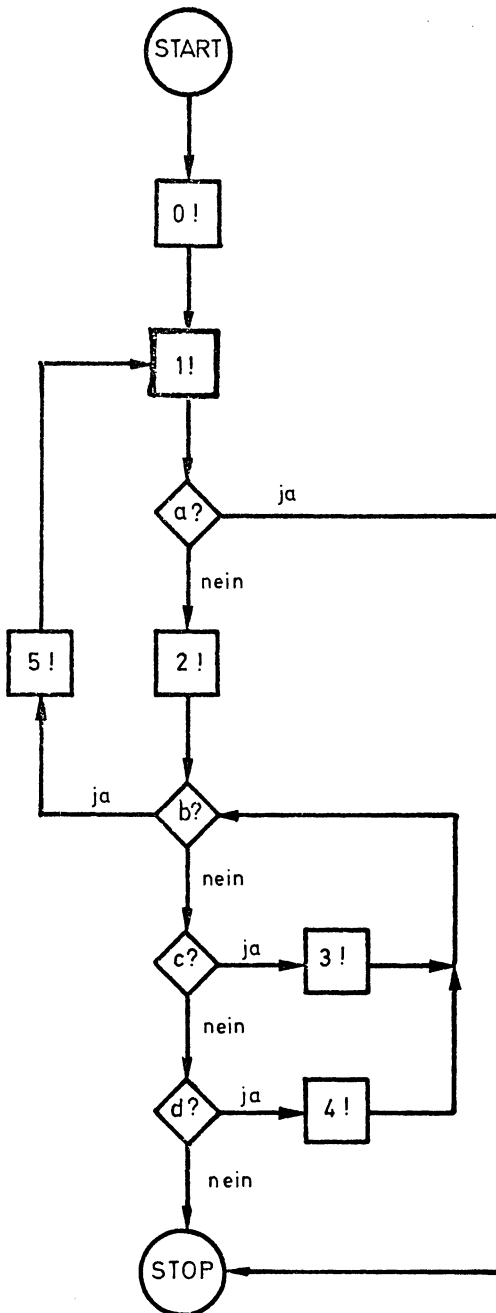 START
0!
1!
a? ja
nein
5! 2!
ja b?
nein
c? ja 3!
nein
d? ja 4!
nein
STOP